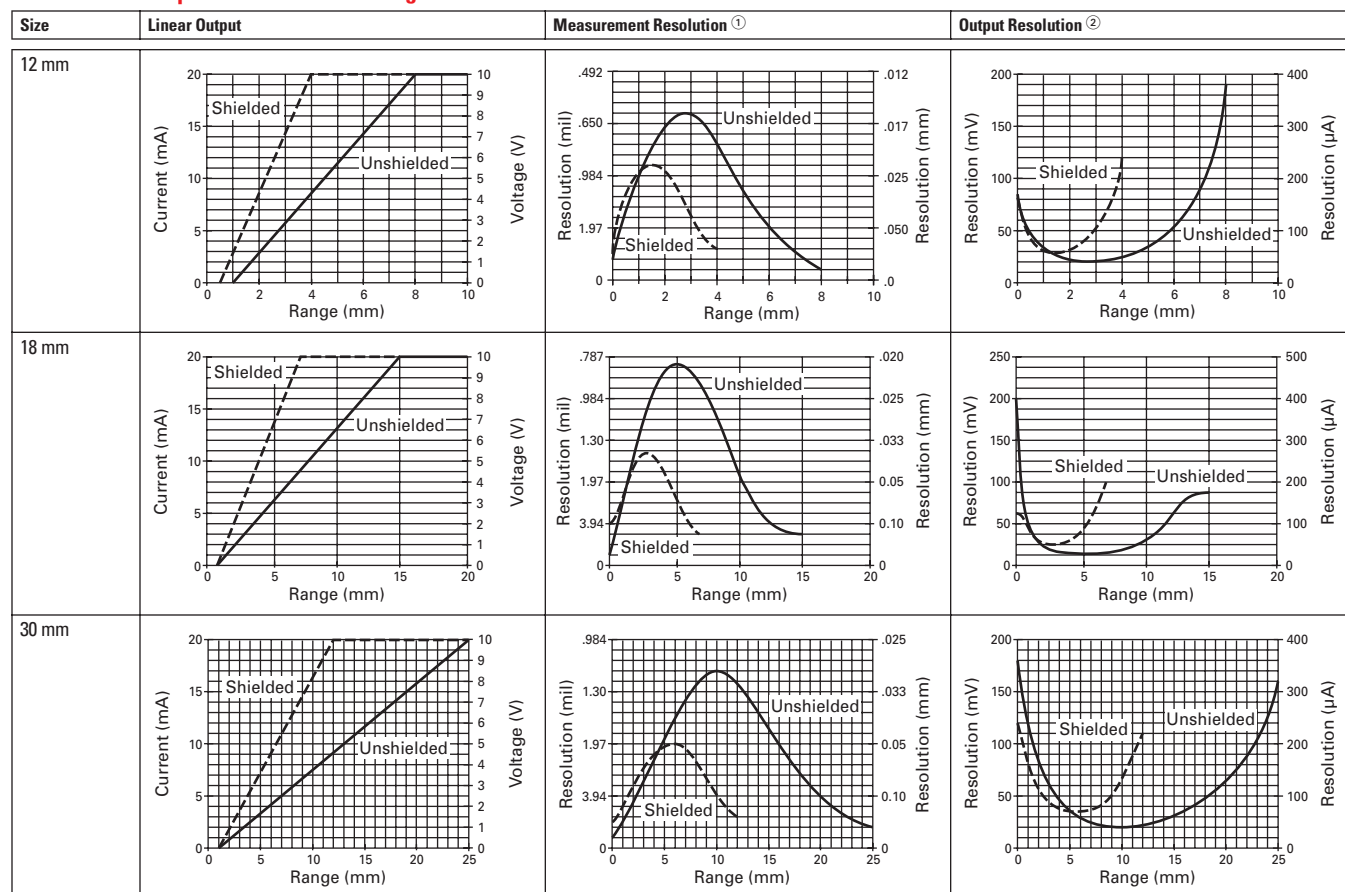 Size Linear Output Measurement Resolution ① Output Resolution ②
12 mm
20 15 10 5 0
Current (mA)
Shielded
Unshielded
10 9 8 7 6 5 4 3 2 1 0
Voltage (V)
0 2 4 6 8 10
Range (mm)
.492 .650 .984 1.97 0
Resolution (mil)
Unshielded
Shielded
.012 .017 .025 .050 .0
Resolution (mm)
0 2 4 6 8 10
Range (mm)
200 150 100 50 0
Resolution (mV)
Shielded
Unshielded
400 300 200 100 0
Resolution (µA)
0 2 4 6 8 10
Range (mm)
18 mm
20 15 10 5 0
Current (mA)
Shielded
Unshielded
10 9 8 7 6 5 4 3 2 1 0
Voltage (V)
0 5 10 15 20
Range (mm)
.787 .984 1.30 1.97 3.94 0
Resolution (mil)
Unshielded
Shielded
.020 .025 .033 0.05 0.10 0
Resolution (mm)
0 5 10 15 20
Range (mm)
250 200 150 100 50 0
Resolution (mV)
Shielded
Unshielded
500 400 300 200 100 0
Resolution (µA)
0 5 10 15 20
Range (mm)
30 mm
20 15 10 5 0
Current (mA)
Shielded
Unshielded
10 9 8 7 6 5 4 3 2 1 0
Voltage (V)
0 5 10 15 20 25
Range (mm)
.984 1.30 1.97 3.94 0
Resolution (mil)
Unshielded
Shielded
.025 .033 0.05 0.10 0
Resolution (mm)
0 5 10 15 20 25
Range (mm)
200 150 100 50 0
Resolution (mV)
Shielded
Unshielded
400 300 200 100 0
Resolution (µA)
0 5 10 15 20 25
Range (mm)